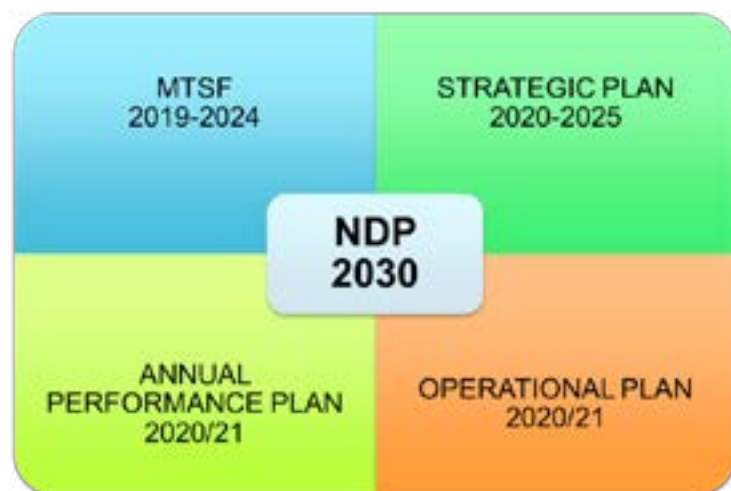 MTSF
2019-2024
STRATEGIC PLAN
2020-2025
NDP
2030
ANNUAL
PERFORMANCE PLAN
2020/21
OPERATIONAL PLAN
2020/21